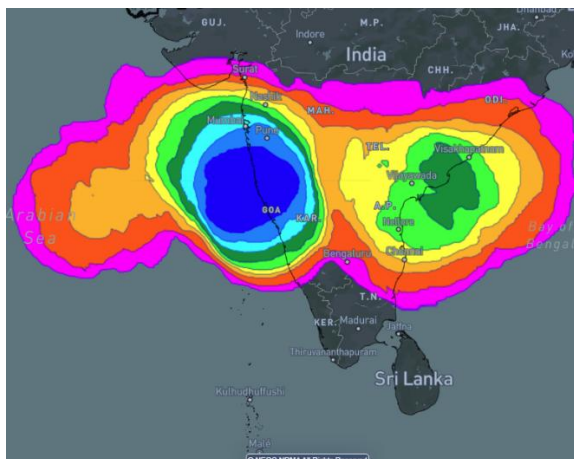 GUJ.
M.P.
Dhanbad
Indore
JHA.
India
CHH.
Surat
Nashik
ODI.
MAH.
Mumbai
Pune
TEL.
Visakhapatnam
Vijayawada
Arabian
Sea
GOA
KAR.
A.P.
Nellore
Bay of
Bengal
Bengaluru
Chennai
T.N.
KER.
Madurai
Jaffna
Thiruvananthapuram
Sri Lanka
Kulhudhuffushi
Male